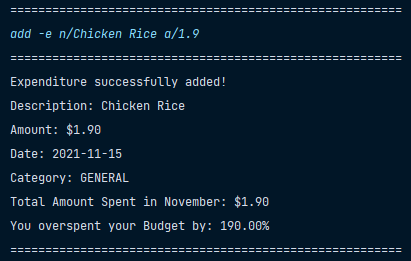 ========================================================
add -e n/Chicken Rice a/1.9
========================================================
Expenditure successfully added!
Description: Chicken Rice
Amount: $1.90
Date: 2021-11-15
Category: GENERAL
Total Amount Spent in November: $1.90
You overspent your Budget by: 190.00%
========================================================